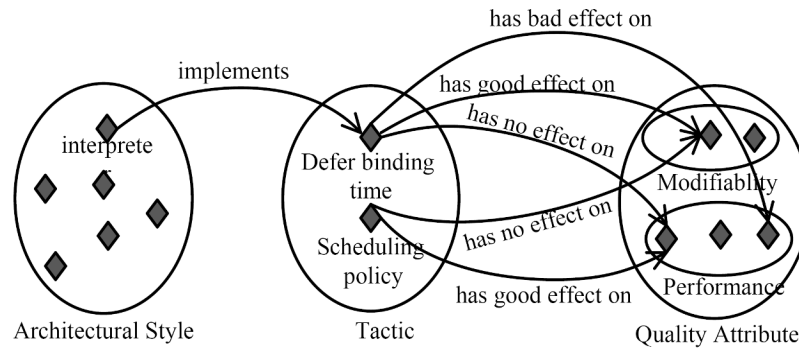 has bad effect on
implements
has good effect on
has no effect on
interprete
r
Defer binding
time
Modifiablity
Scheduling
policy
has no effect on
has good effect on
Performance
Architectural Style
Tactic
Quality Attribute